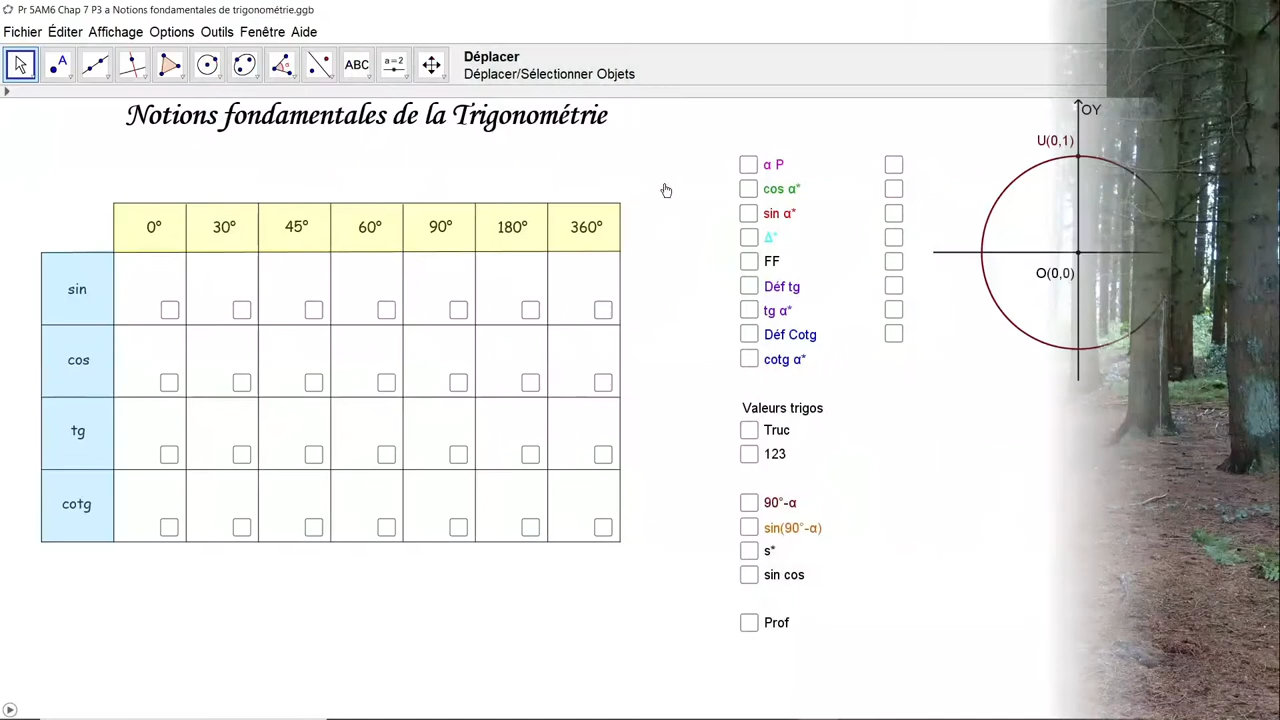 Pr 5AM6 Chap 7 P3 a Notions fondamentales de trigonométrie.ggb
Fichier Éditer Affichage Options Outils Fenêtre Aide
ABC
a=2
Déplacer
Déplacer/Sélectionner Objets
Notions fondamentales de la Trigonométrie
0° 30° 45° 60° 90° 180° 360°
sin
cos
tg
cotg
α P
cos α*
sin α*
Δ*
FF
Déf tg
tg α*
Déf Cotg
cotg α*
Valeurs trigos
Truc
123
90°-α
sin(90°-α)
s*
sin cos
Prof
OY
U(0,1)
O(0,0)